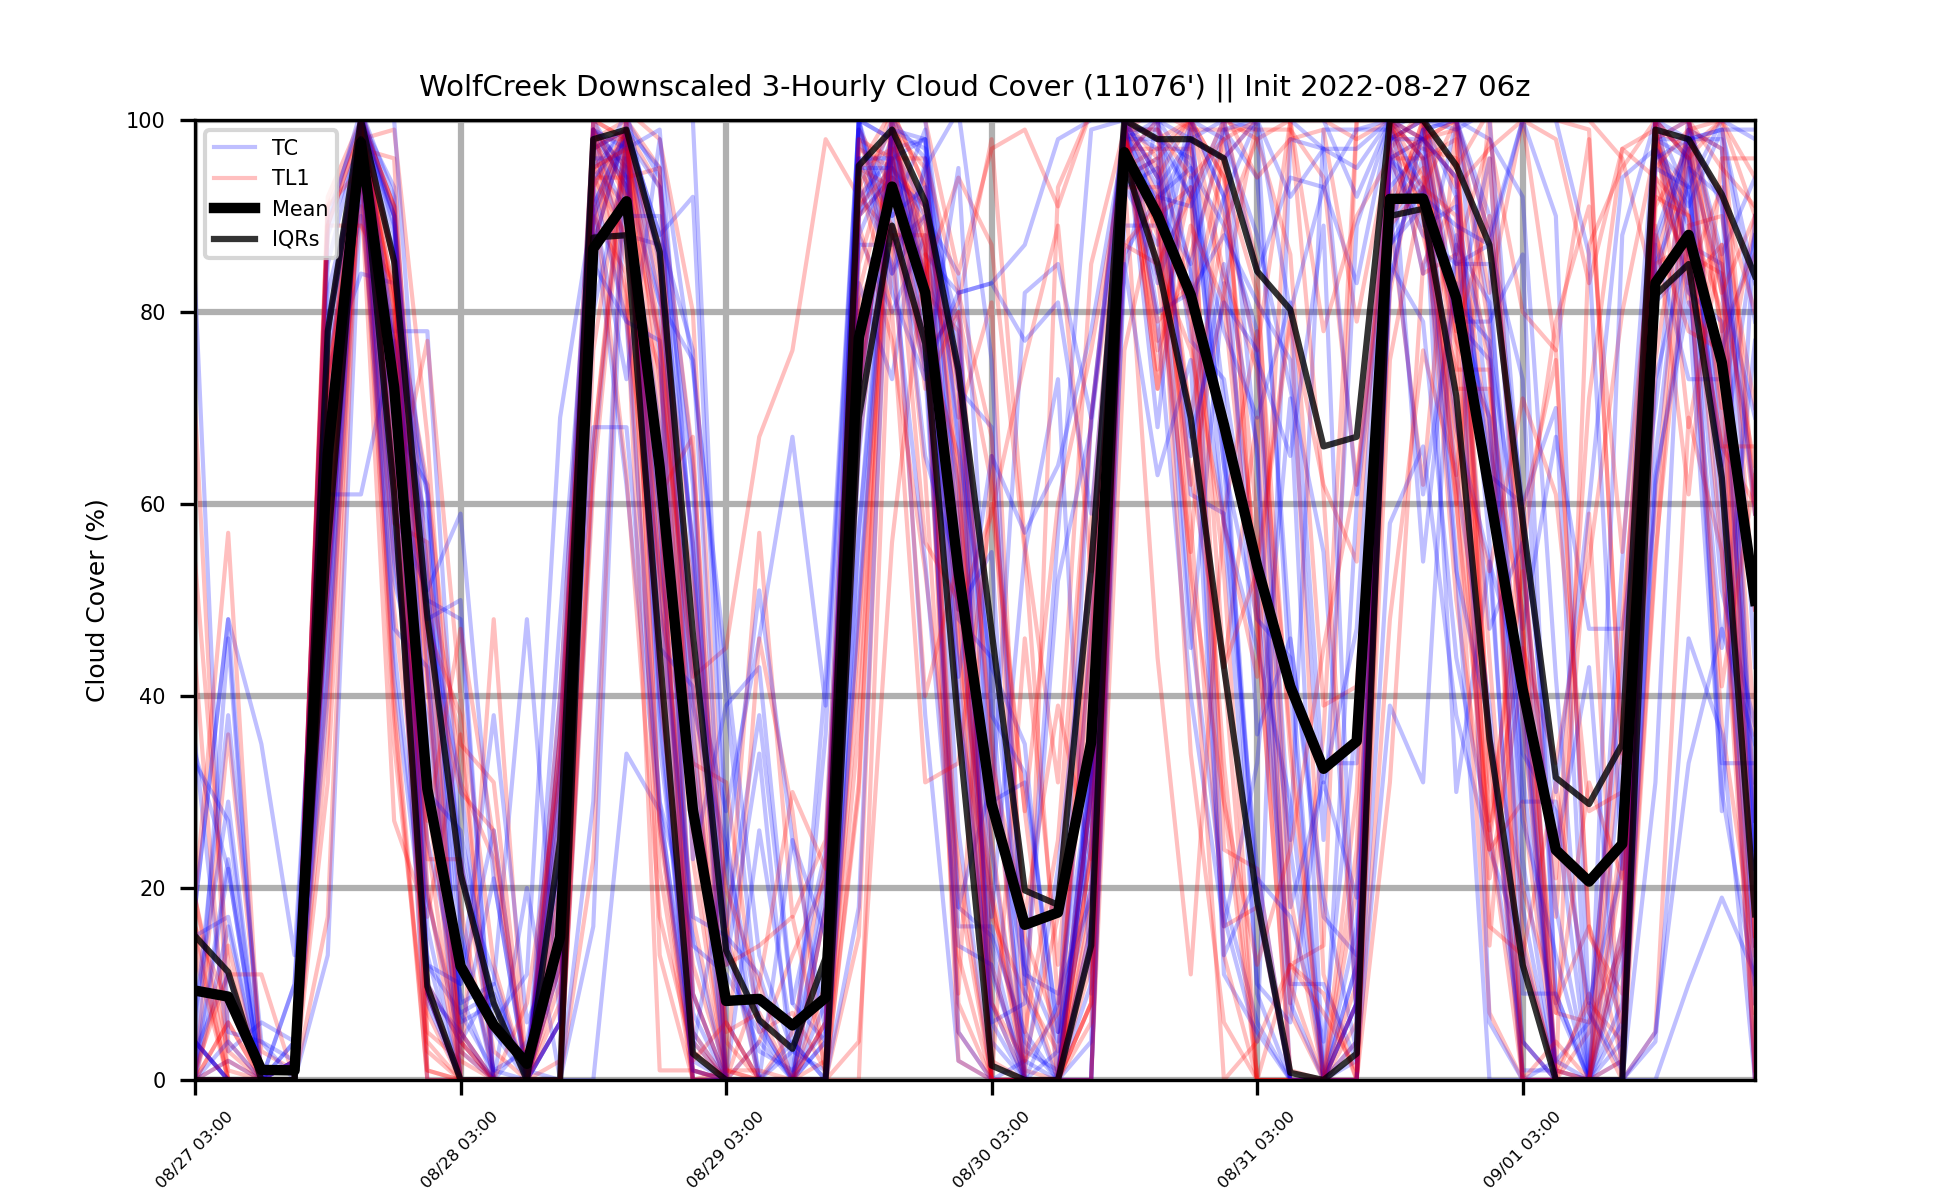 WolfCreek Downscaled 3-Hourly Cloud Cover (11076') || Init 2022-08-27 06z
Cloud Cover (%)
100
80
60
40
20
0
TC
TL1
Mean
IQRs
08/27 03:00
08/28 03:00
08/29 03:00
08/30 03:00
08/31 03:00
09/01 03:00